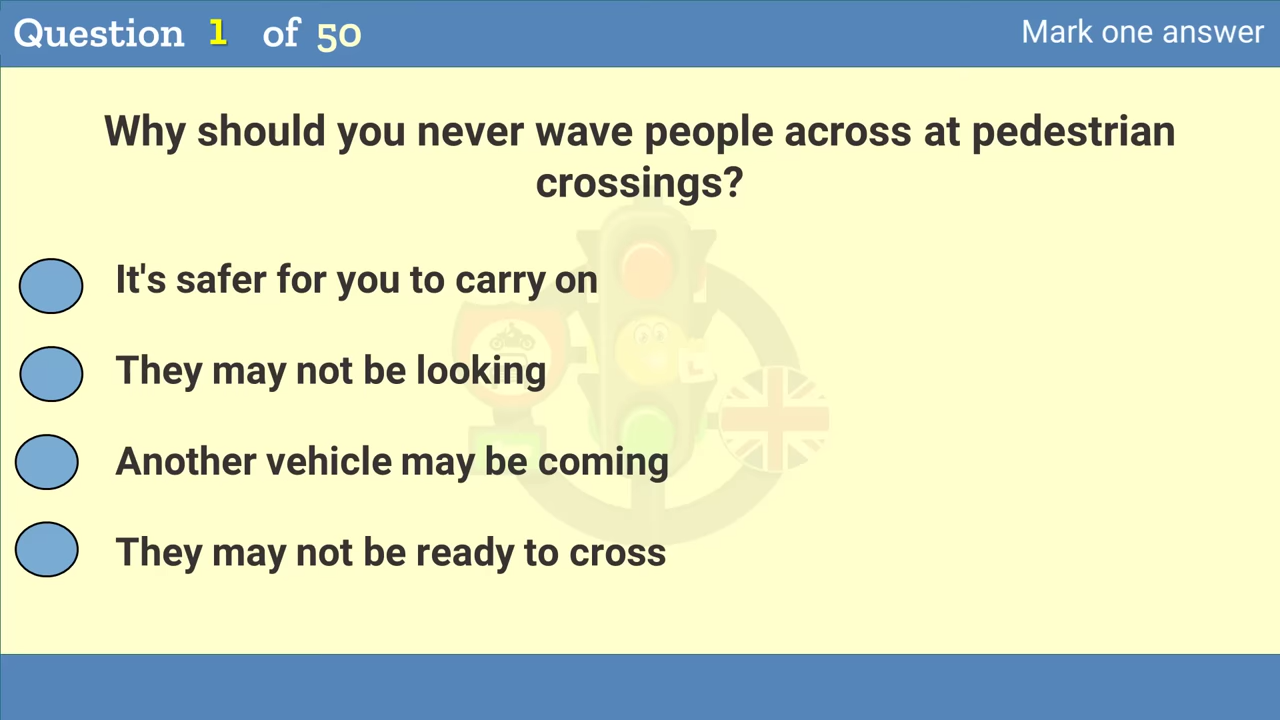 Question 1 of 50
Mark one answer
Why should you never wave people across at pedestrian
crossings?
It's safer for you to carry on
They may not be looking
Another vehicle may be coming
They may not be ready to cross